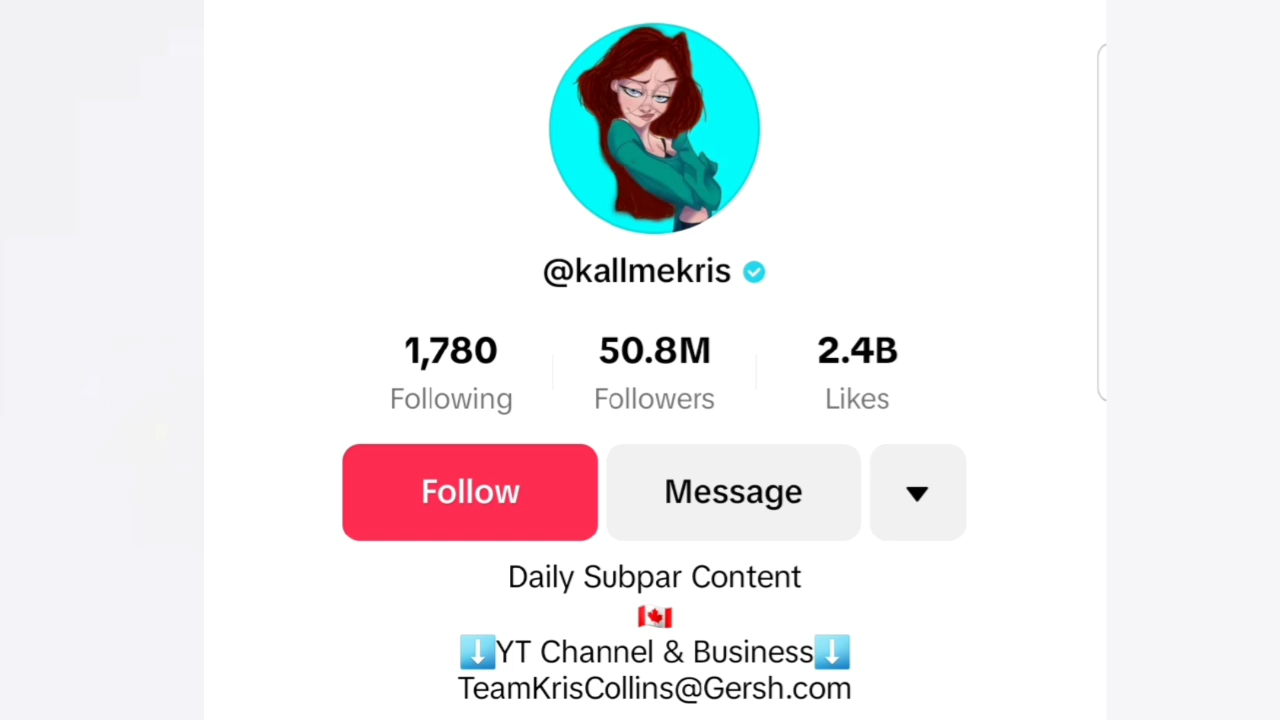 @kallmekris
1,780 50.8M 2.4B
Following Followers Likes
Follow Message
Daily Subpar Content
🇨🇦
⬇️YT Channel & Business⬇️
TeamKrisCollins@Gersh.com